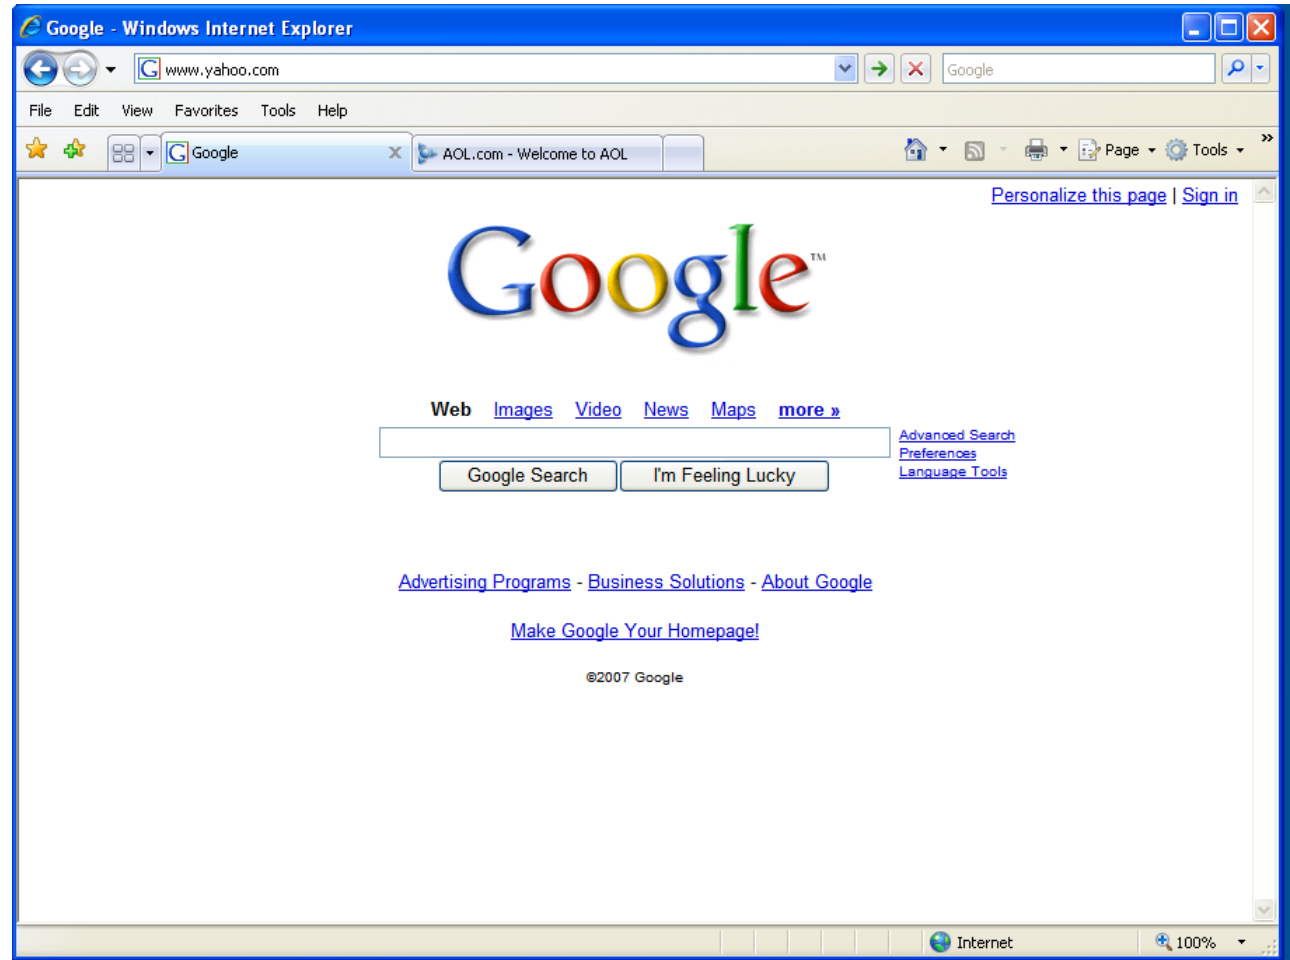 Google - Windows Internet Explorer
www.yahoo.com
Google
File Edit View Favorites Tools Help
Google AOL.com - Welcome to AOL Page Tools »
Personalize this page | Sign in
Google™
Web Images Video News Maps more »
Advanced Search
Preferences
Language Tools
Google Search I'm Feeling Lucky
Advertising Programs - Business Solutions - About Google
Make Google Your Homepage!
©2007 Google
Internet 100%